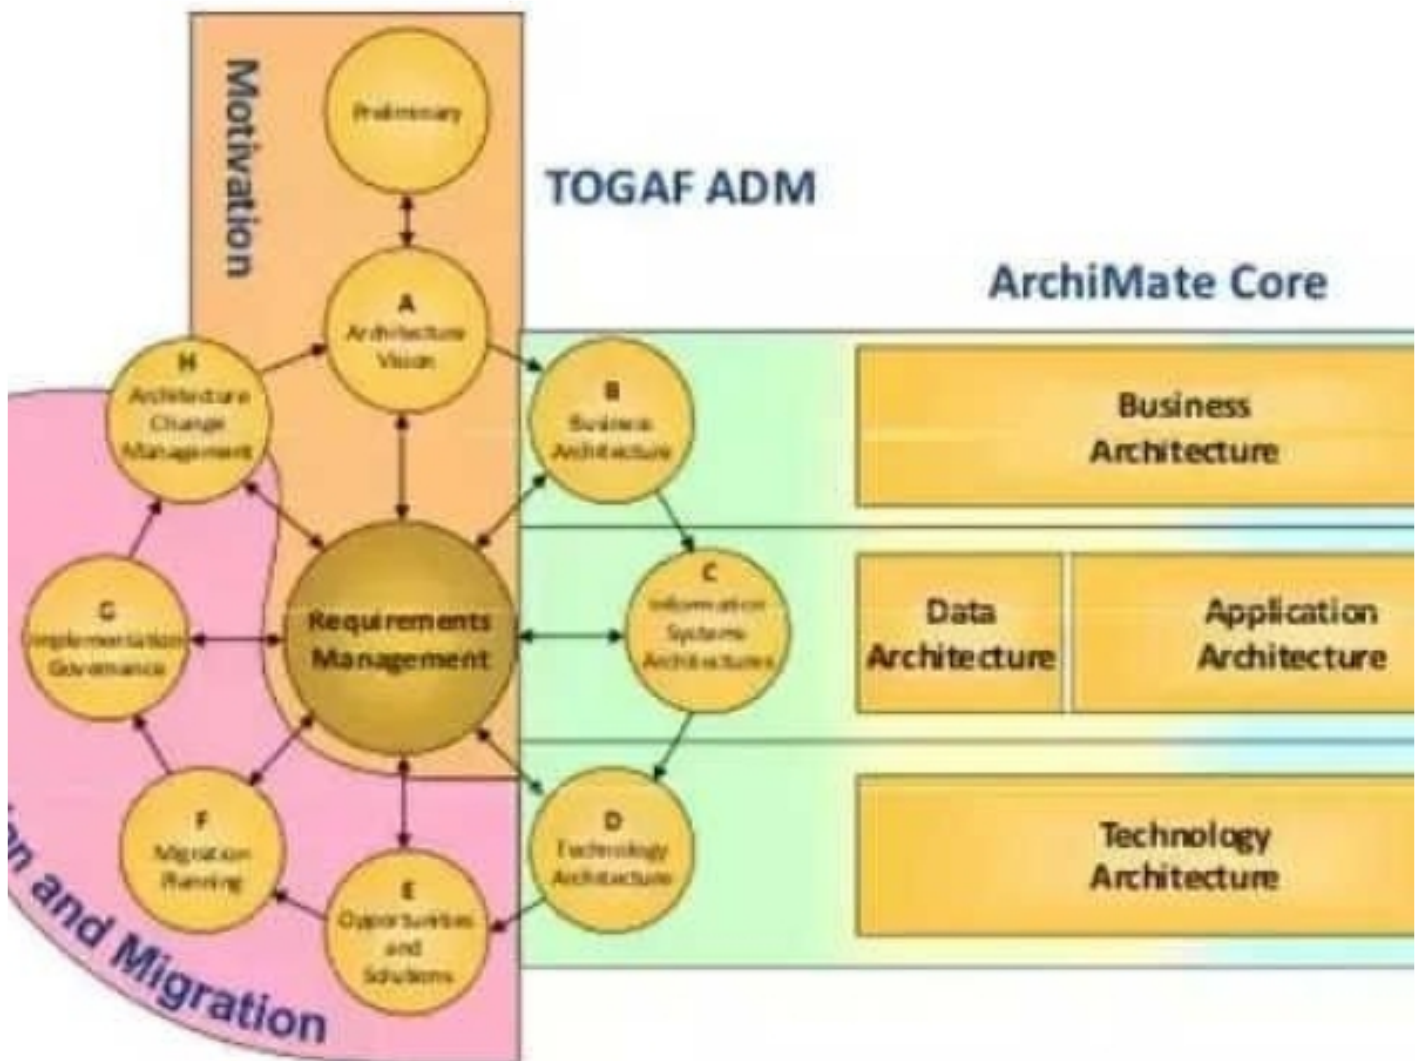 Motivation
Preliminary
TOGAF ADM
ArchiMate Core
A
Architecture
Vision
H
Architecture
Change
Management
B
Business
Architecture
Business
Architecture
C
Information
Systems
Architectures
Requirements
Management
G
Implementation
Governance
Data
Architecture
Application
Architecture
F
Migration
Planning
D
Technology
Architecture
E
Opportunities
and
Solutions
Technology
Architecture
and Migration